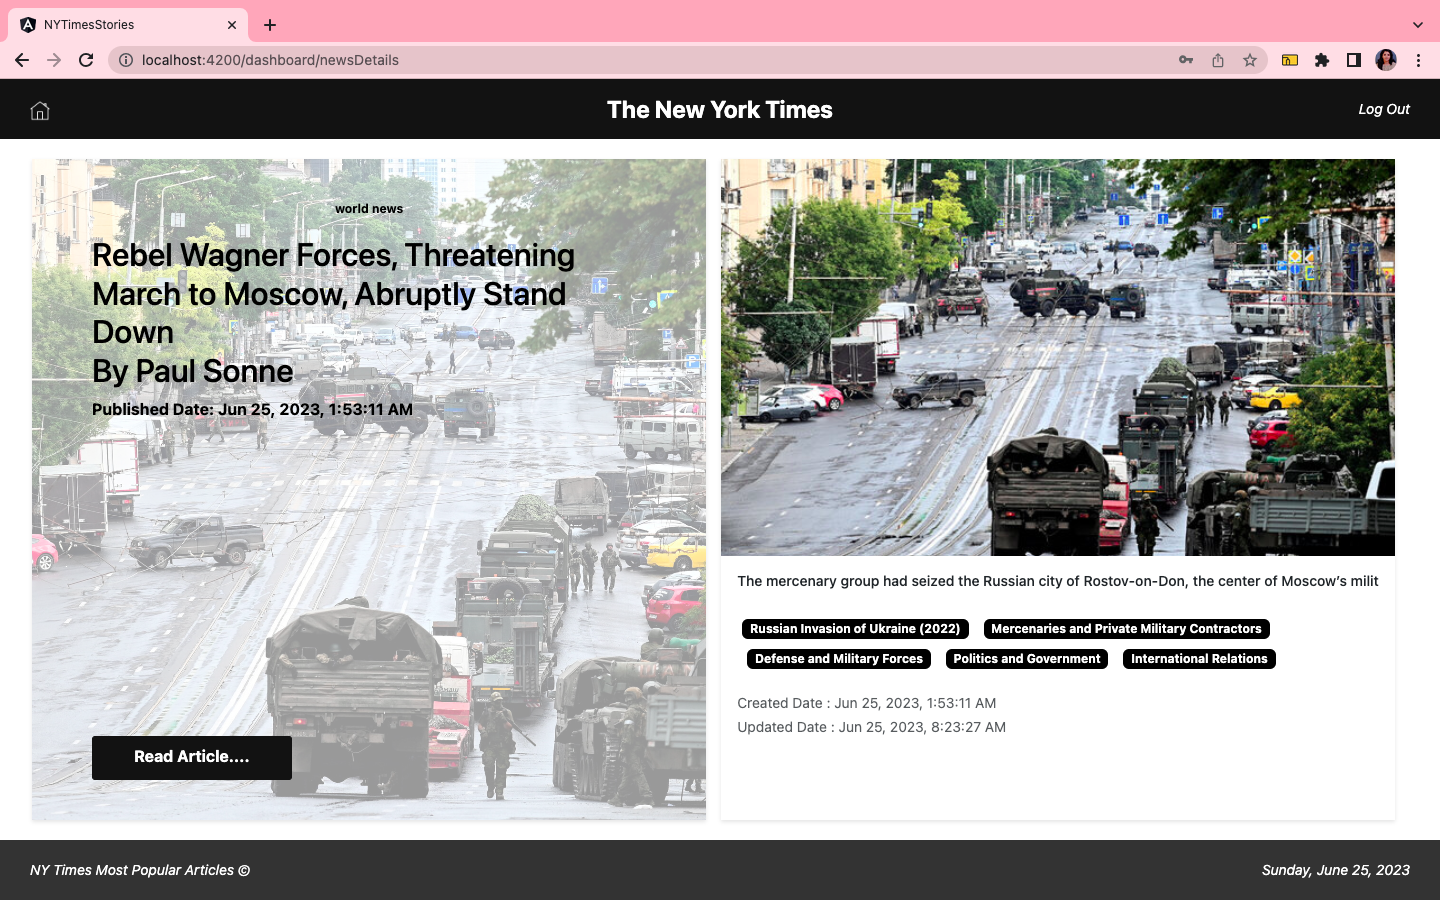 NYTimesStories
localhost:4200/dashboard/newsDetails
The New York Times
Log Out
world news
Rebel Wagner Forces, Threatening
March to Moscow, Abruptly Stand
Down
By Paul Sonne
Published Date: Jun 25, 2023, 1:53:11 AM
Read Article....
The mercenary group had seized the Russian city of Rostov-on-Don, the center of Moscow’s milit
Russian Invasion of Ukraine (2022)
Mercenaries and Private Military Contractors
Defense and Military Forces
Politics and Government
International Relations
Created Date : Jun 25, 2023, 1:53:11 AM
Updated Date : Jun 25, 2023, 8:23:27 AM
NY Times Most Popular Articles ©
Sunday, June 25, 2023